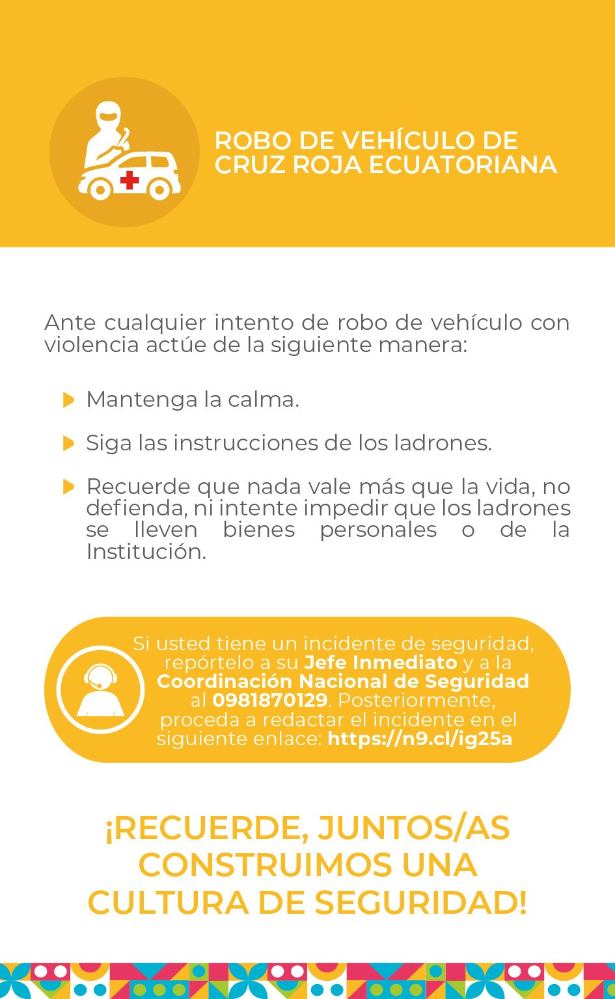 ROBO DE VEHÍCULO DE
CRUZ ROJA ECUATORIANA
Ante cualquier intento de robo de vehículo con
violencia actúe de la siguiente manera:
Mantenga la calma.
Siga las instrucciones de los ladrones.
Recuerde que nada vale más que la vida, no
defienda, ni intente impedir que los ladrones
se lleven bienes personales o de la
Institución.
Si usted tiene un incidente de seguridad,
repórtelo a su Jefe Inmediato y a la
Coordinación Nacional de Seguridad
al 0981870129. Posteriormente,
proceda a redactar el incidente en el
siguiente enlace: https://n9.cl/ig25a
¡RECUERDE, JUNTOS/AS
CONSTRUIMOS UNA
CULTURA DE SEGURIDAD!